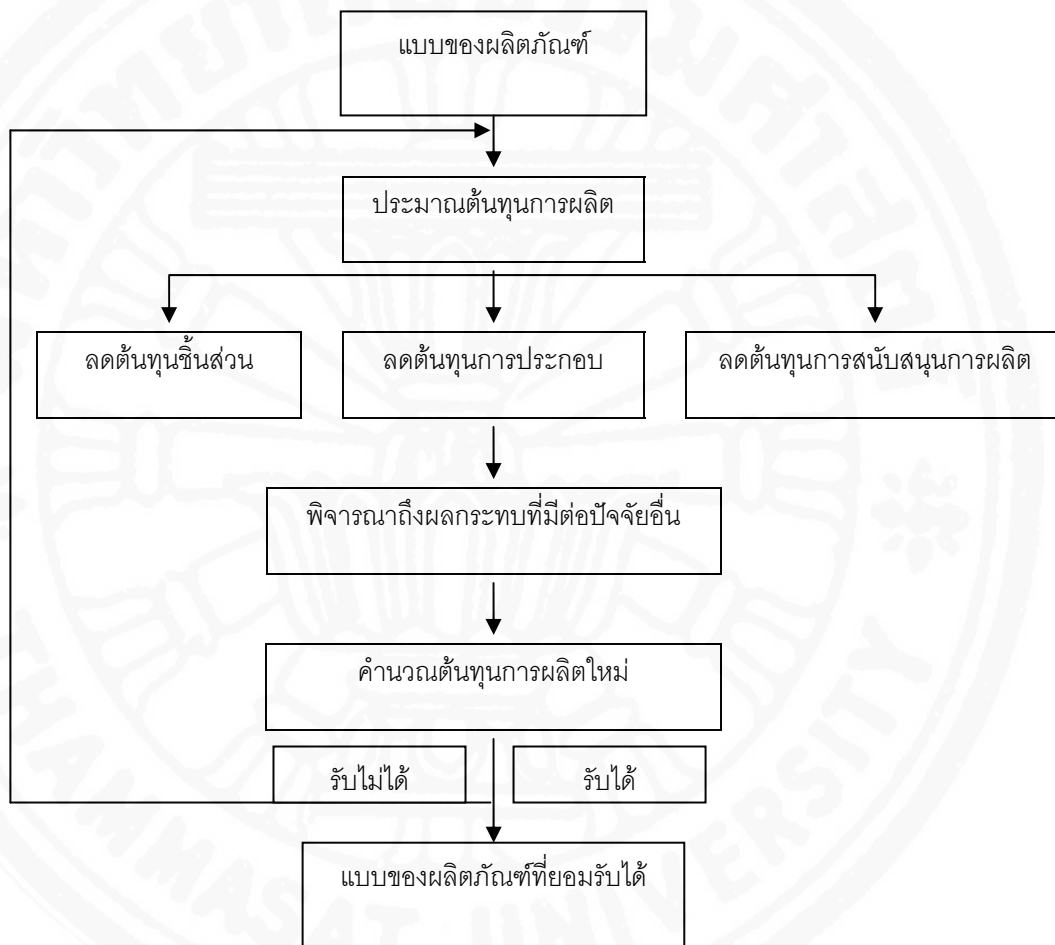 แบบของผลิตภัณฑ์
ประมาณต้นทุนการผลิต
ลดต้นทุนชิ้นส่วน
ลดต้นทุนการประกอบ
ลดต้นทุนการสนับสนุนการผลิต
พิจารณาถึงผลกระทบที่มีต่อปัจจัยอื่น
คำนวณต้นทุนการผลิตใหม่
รับไม่ได้
รับได้
แบบของผลิตภัณฑ์ที่ยอมรับได้
THAMMASAT UNIVERSITY